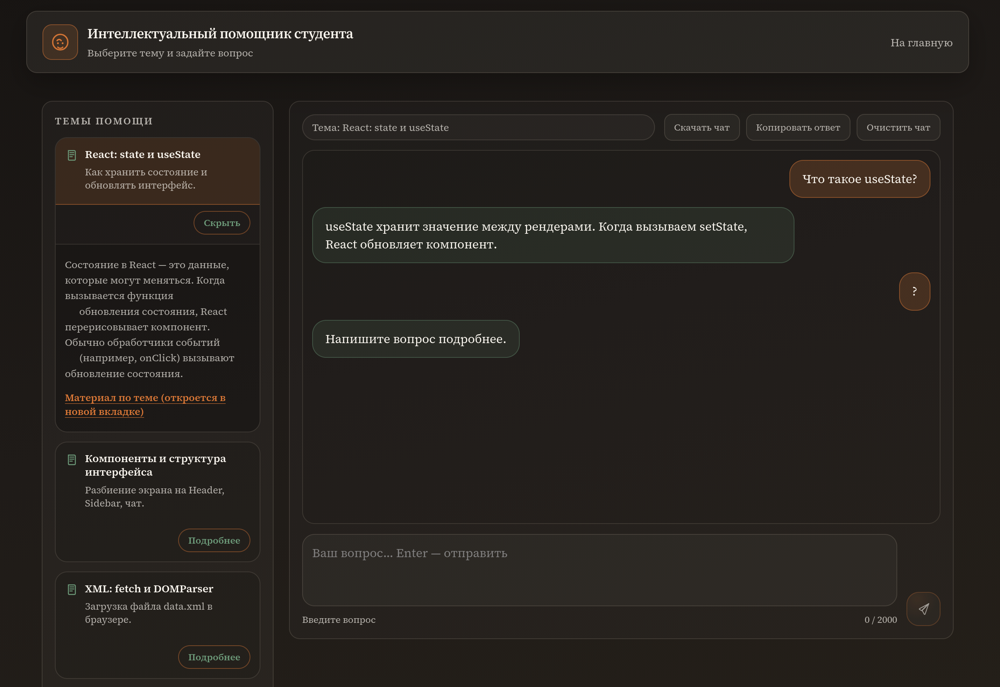 Интеллектуальный помощник студента
Выберите тему и задайте вопрос
На главную
ТЕМЫ ПОМОЩИ
React: state и useState
Как хранить состояние и
обновлять интерфейс.
Скрыть
Состояние в React — это данные,
которые могут меняться. Когда
вызывается функция
обновления состояния, React
перерисовывает компонент.
Обычно обработчики событий
(например, onClick) вызывают
обновление состояния.
Материал по теме (откроется в
новой вкладке)
Компоненты и структура
интерфейса
Разбиение экрана на Header,
Sidebar, чат.
Подробнее
XML: fetch и DOMParser
Загрузка файла data.xml в
браузере.
Подробнее
Тема: React: state и useState
Скачать чат
Копировать ответ
Очистить чат
Что такое useState?
useState хранит значение между рендерами. Когда вызываем setState,
React обновляет компонент.
?
Напишите вопрос подробнее.
Ваш вопрос... Enter — отправить
Введите вопрос
0 / 2000